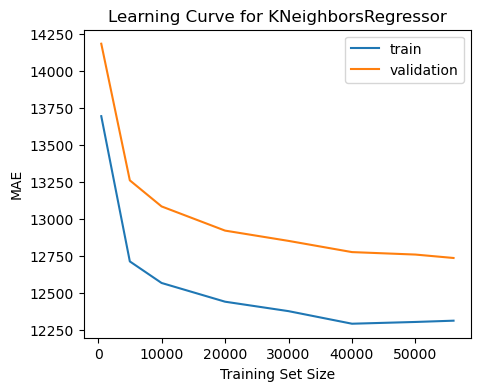 Learning Curve for KNeighborsRegressor
train
validation
MAE
14250
14000
13750
13500
13250
13000
12750
12500
12250
0 10000 20000 30000 40000 50000
Training Set Size